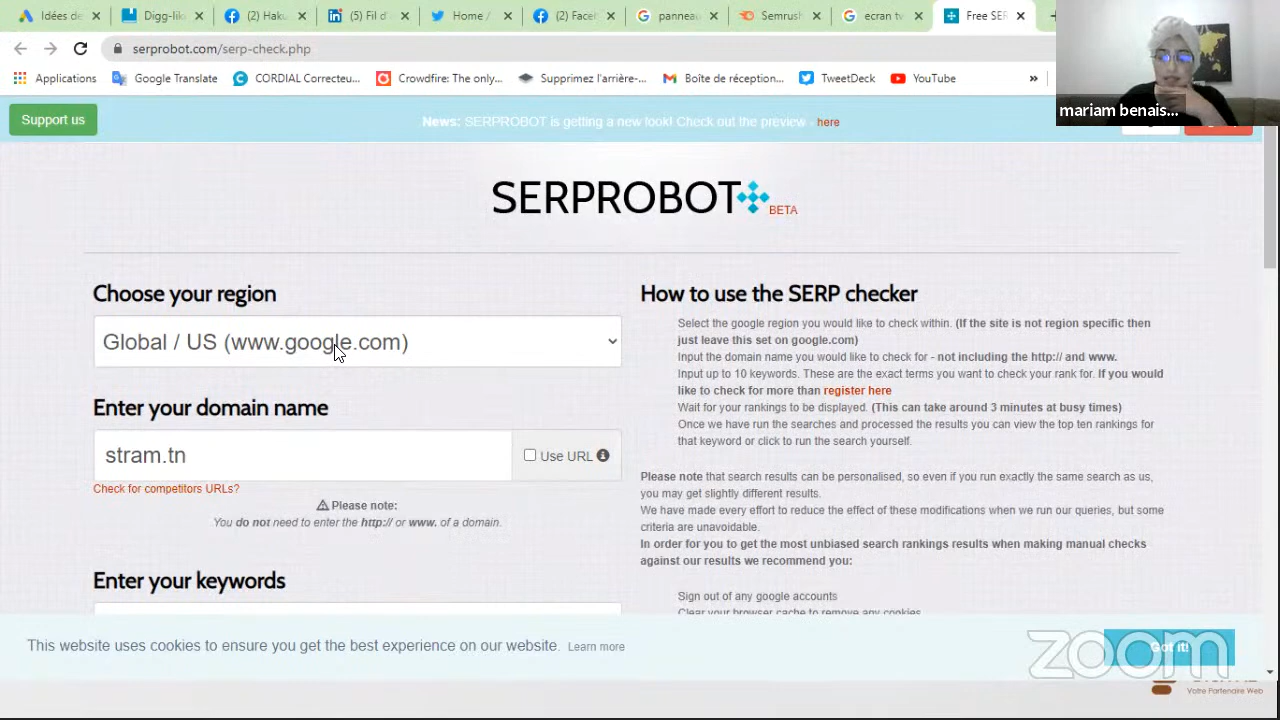 Idées de
Digg-lik
(2) Haku
(1) Fil d'
Home /
(2) Facel
panneau
Semrush
ecran tv
Free SER
serprobot.com/serp-check.php
Applications
Google Translate
CORDIAL Correcteu...
Crowdfire: The only...
Supprimez l'arrière-...
Boîte de réception...
TweetDeck
YouTube
mariam benais...
Support us
News: SERPROBOT is getting a new look! Check out the preview - here
SERPROBOT
BETA
Choose your region
Global / US (www.google.com)
Enter your domain name
stram.tn
Use URL
Check for competitors URLs?
Please note:
You do not need to enter the http:// or www. of a domain.
Enter your keywords
How to use the SERP checker
Select the google region you would like to check within. (If the site is not region specific then
just leave this set on google.com)
Input the domain name you would like to check for - not including the http:// and www.
Input up to 10 keywords. These are the exact terms you want to check your rank for. If you would
like to check for more than register here
Wait for your rankings to be displayed. (This can take around 3 minutes at busy times)
Once we have run the searches and processed the results you can view the top ten rankings for
that keyword or click to run the search yourself.
Please note that search results can be personalised, so even if you run exactly the same search as us,
you may get slightly different results.
We have made every effort to reduce the effect of these modifications when we run our queries, but some
criteria are unavoidable.
In order for you to get the most unbiased search rankings results when making manual checks
against our results we recommend you:
Sign out of any google accounts
Clear your browser cache to remove any cookies
This website uses cookies to ensure you get the best experience on our website. Learn more
Got it!
zoom
Votre Partenaire Web